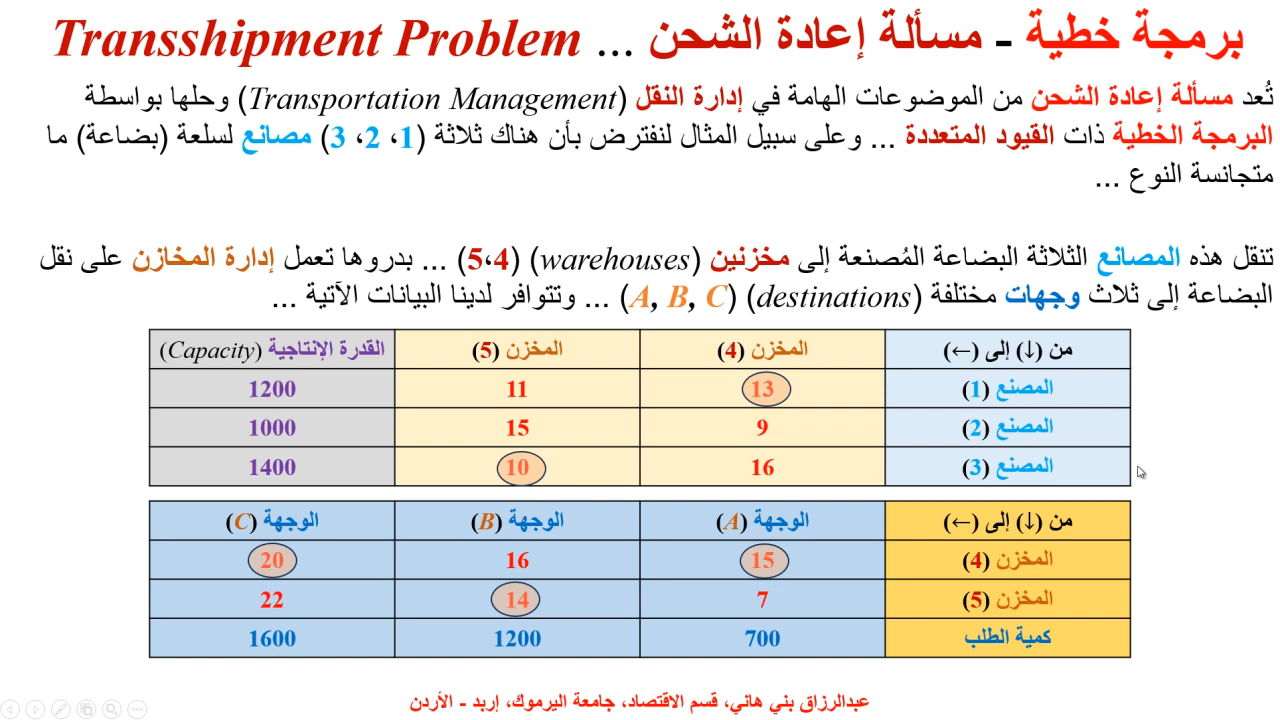 برمجة خطية - مسألة إعادة الشحن ... Transshipment Problem
تُعد مسألة إعادة الشحن من الموضوعات الهامة في إدارة النقل (Transportation Management) وحلها بواسطة
البرمجة الخطية ذات القيود المتعددة ... وعلى سبيل المثال لنفترض بأن هناك ثلاثة (1، 2، 3) مصانع لسلعة (بضاعة) ما
متجانسة النوع ...
تنقل هذه المصانع الثلاثة البضاعة المُصنعة إلى مخزنين (warehouses) (4،5) ... بدروها تعمل إدارة المخازن على نقل
البضاعة إلى ثلاث وجهات مختلفة (destinations) (A, B, C) ... وتتوافر لدينا البيانات الآتية ...
من (↓) إلى (←) المخزن (4) المخزن (5) القدرة الإنتاجية (Capacity)
المصنع (1) 13 11 1200
المصنع (2) 9 15 1000
المصنع (3) 16 10 1400
من (↓) إلى (←) الوجهة (A) الوجهة (B) الوجهة (C)
المخزن (4) 15 16 20
المخزن (5) 7 14 22
كمية الطلب 700 1200 1600
عبدالرزاق بني هاني، قسم الاقتصاد، جامعة اليرموك، إربد - الأردن